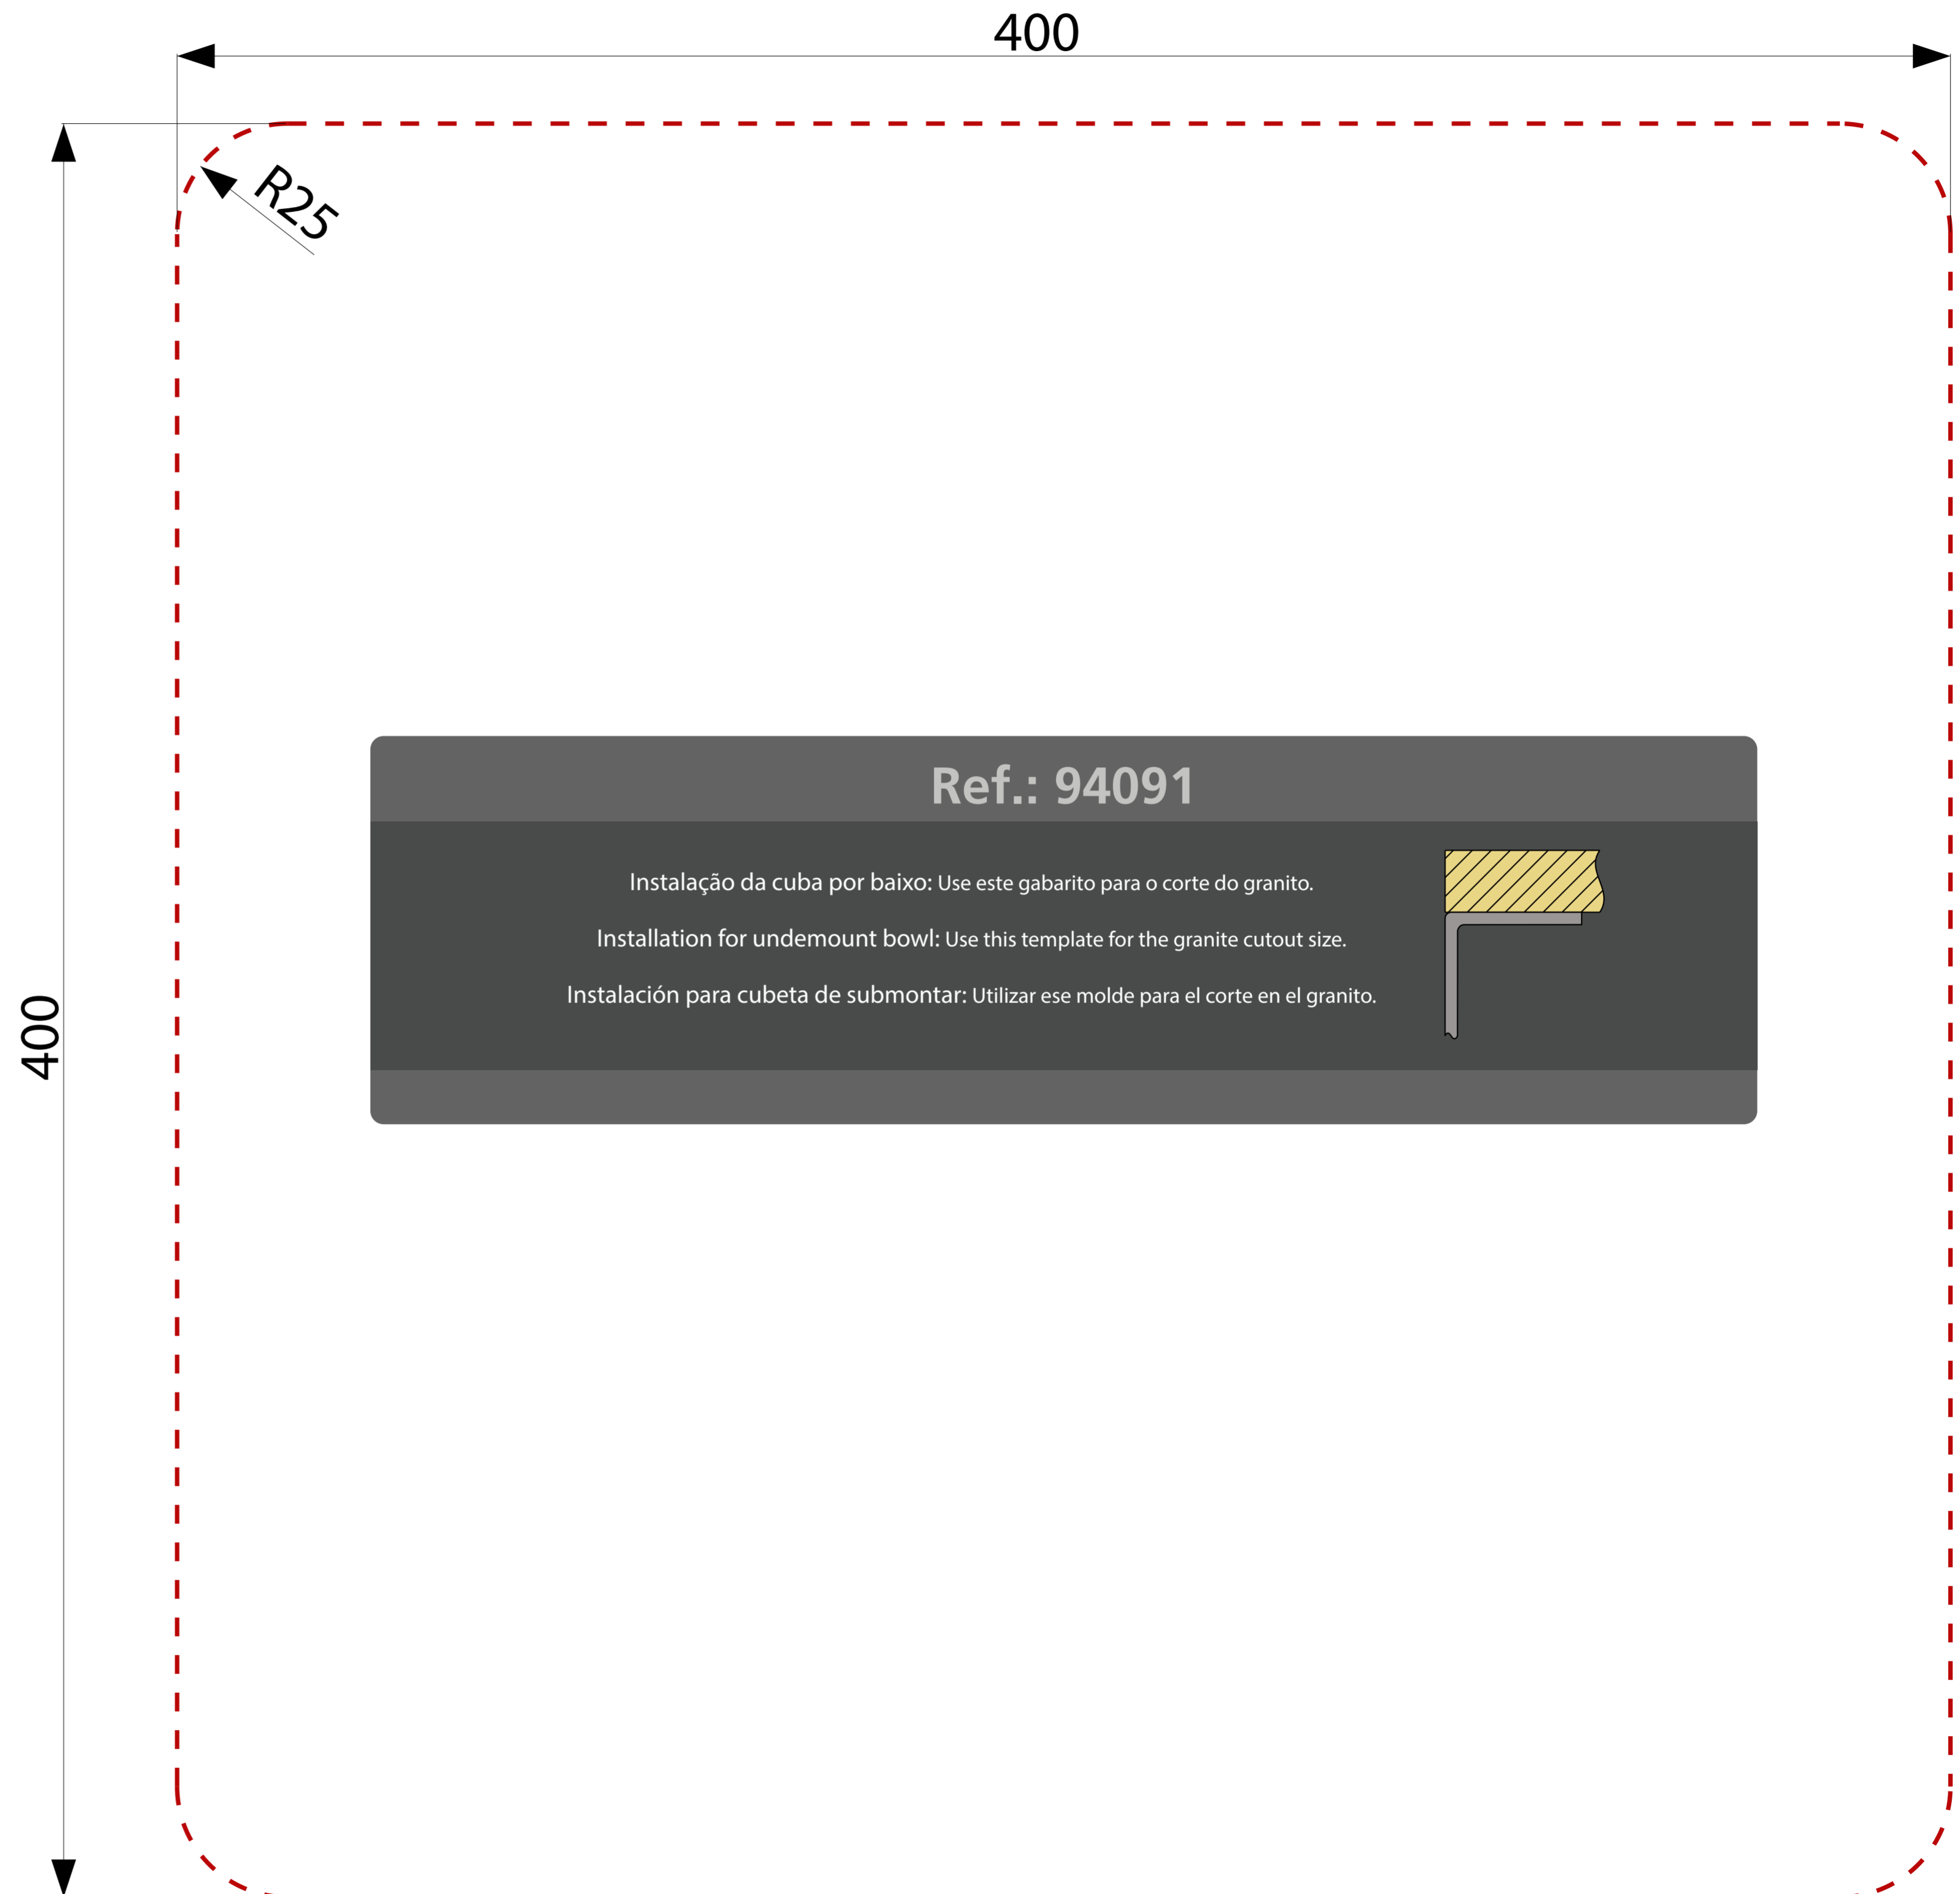 400
R25
Ref.: 94091
Instalação da cuba por baixo: Use este gabarito para o corte do granito.
Installation for undemount bowl: Use this template for the granite cutout size.
Instalación para cubeta de submontar: Utilizar ese molde para el corte en el granito.
400